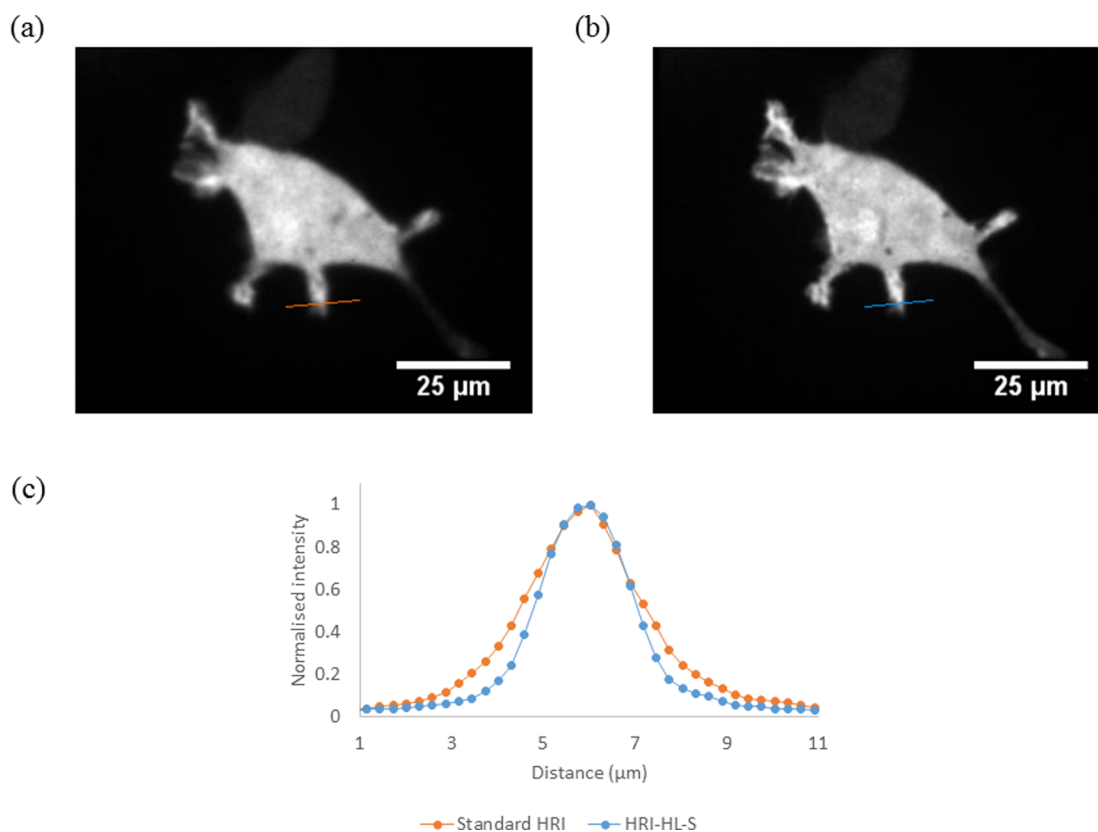 (a)
(b)
25 µm
25 µm
(c)
Normalised intensity
1
0.8
0.6
0.4
0.2
0
1
3
5
7
9
11
Distance (µm)
Standard HRI
HRI-HL-S